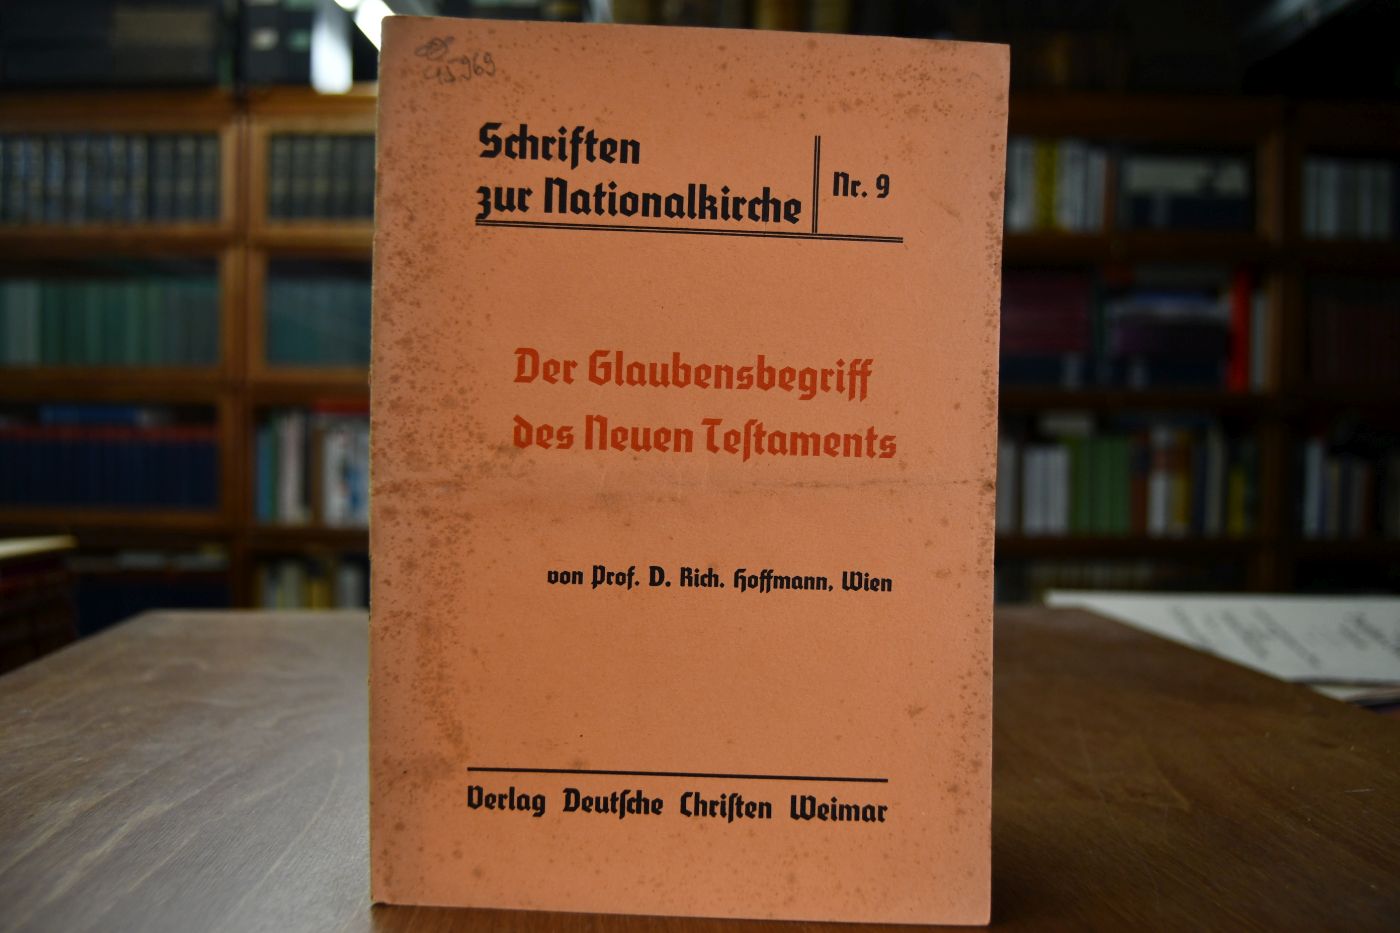 Schriften
zur Nationalkirche
Nr. 9
Der Glaubensbegriff
des Neuen Teſtaments
von Prof. D. Rich. Hoffmann, Wien
Verlag Deutſche Chriſten Weimar